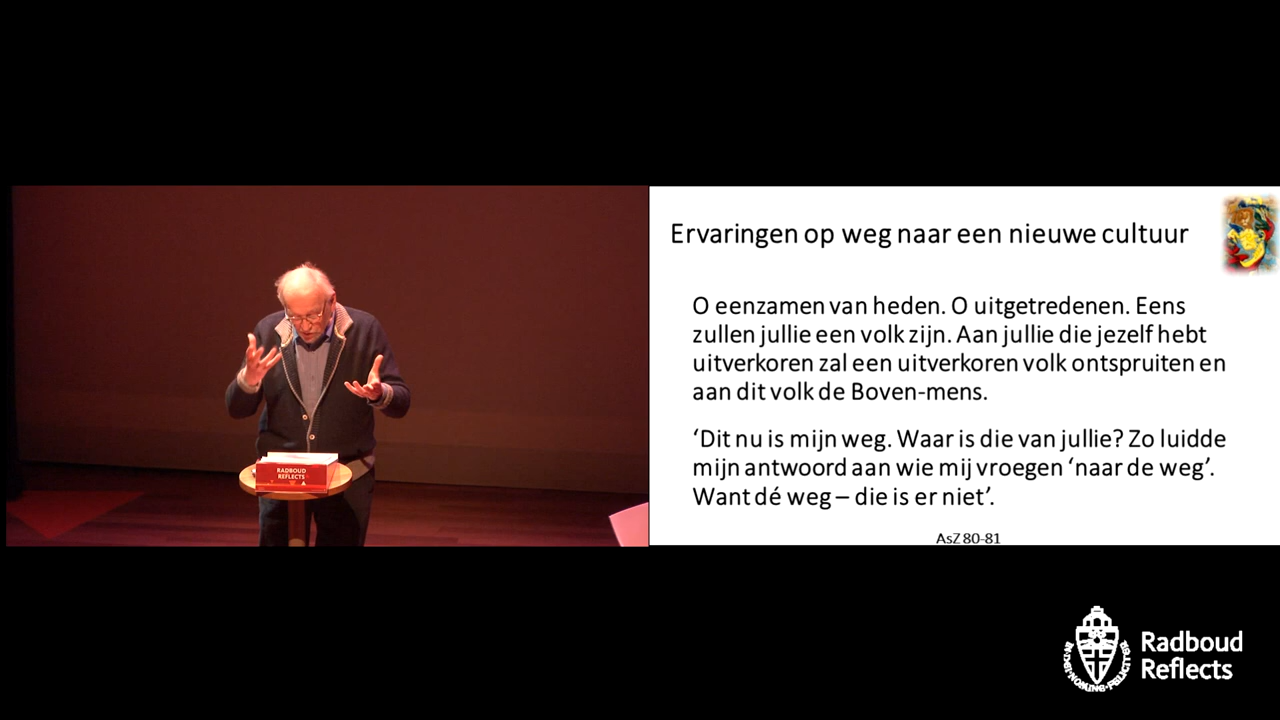 Ervaringen op weg naar een nieuwe cultuur
O eenzamen van heden. O uitgetredenen. Eens
zullen jullie een volk zijn. Aan jullie die jezelf hebt
uitverkoren zal een uitverkoren volk ontspruiten en
aan dit volk de Boven-mens.
‘Dit nu is mijn weg. Waar is die van jullie? Zo luidde
mijn antwoord aan wie mij vroegen ‘naar de weg’.
Want dé weg – die is er niet’.
AsZ 80-81
RADBOUD
REFLECTS
Radboud
Reflects